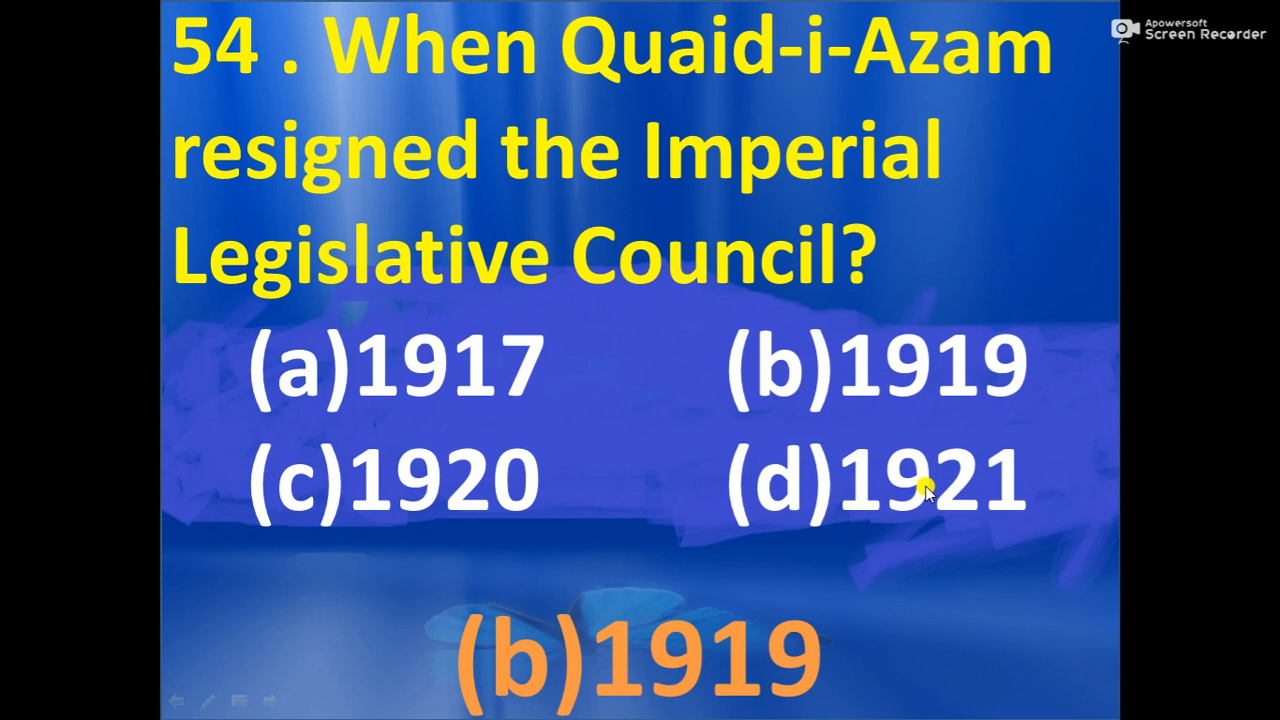 54 . When Quaid-i-Azam
resigned the Imperial
Legislative Council?
(a)1917 (b)1919
(c)1920 (d)1921
(b)1919
Apowersoft
Screen Recorder